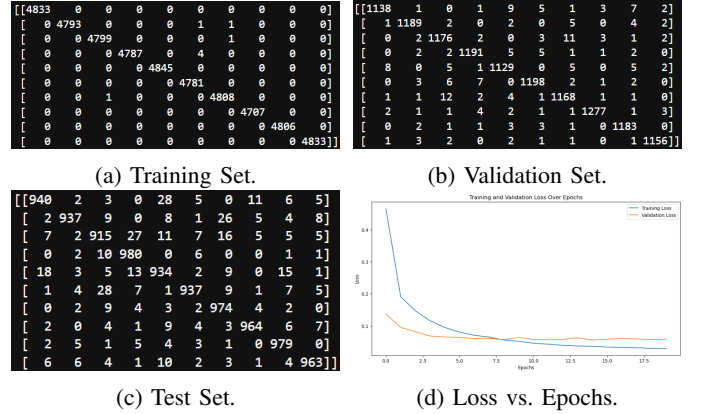 [[4833 0 0 0 0 0 0 0 0 0]
[ 0 4793 0 0 0 1 1 0 0 0]
[ 0 0 4799 0 0 0 1 0 0 0]
[ 0 0 0 4787 0 4 0 0 0 0]
[ 0 0 0 0 4845 0 0 0 0 0]
[ 0 0 0 0 0 4781 0 0 0 0]
[ 0 0 1 0 0 0 4808 0 0 0]
[ 0 0 0 0 0 0 0 4707 0 0]
[ 0 0 0 0 0 0 0 0 4806 0]
[ 0 0 0 0 0 0 0 0 0 4833]]
(a) Training Set.
[[1138 1 0 1 9 5 1 3 7 2]
[ 1 1189 2 0 2 0 5 0 4 2]
[ 0 2 1176 2 0 3 11 3 1 2]
[ 0 2 2 1191 5 5 1 1 2 0]
[ 8 0 5 1 1129 0 5 0 5 2]
[ 0 3 6 7 0 1198 2 1 2 0]
[ 1 1 12 2 4 1 1168 1 1 0]
[ 2 1 1 4 2 1 1 1277 1 3]
[ 0 2 1 1 3 3 1 0 1183 0]
[ 1 3 2 0 2 1 1 0 1 1156]]
(b) Validation Set.
[[940 2 3 0 28 5 0 11 6 5]
[ 2 937 9 0 8 1 26 5 4 8]
[ 7 2 915 27 11 7 16 5 5 5]
[ 0 2 10 980 0 6 0 0 1 1]
[ 18 3 5 13 934 2 9 0 15 1]
[ 1 4 28 7 1 937 9 1 7 5]
[ 0 2 9 4 3 2 974 4 2 0]
[ 2 0 4 1 9 4 3 964 6 7]
[ 2 5 1 5 4 3 1 0 979 0]
[ 6 6 4 1 10 2 3 1 4 963]]
(c) Test Set.
Training and Validation Loss Over Epochs
Training Loss
Validation Loss
Loss
0.4
0.3
0.2
0.1
0.0 2.5 5.0 7.5 10.0 12.5 15.0 17.5
Epochs
(d) Loss vs. Epochs.